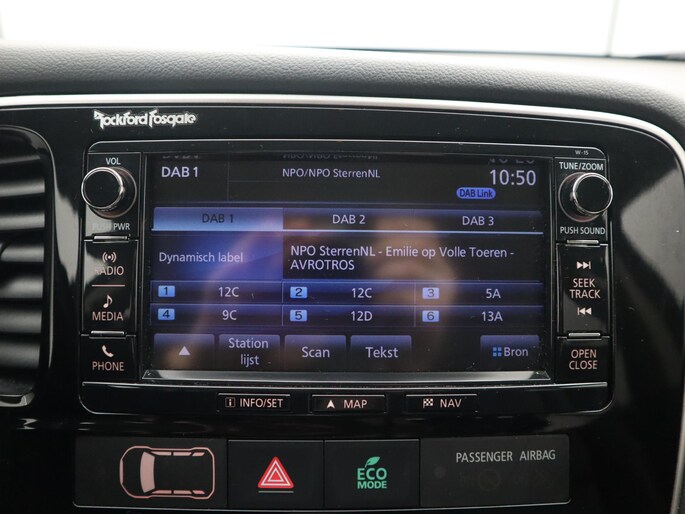 Rockford Fosgate
W-15
VOL
PUSH PWR
RADIO
MEDIA
PHONE
DAB 1
NPO/NPO SterrenNL
10:50
DAB Link
DAB 1
DAB 2
DAB 3
Dynamisch label
NPO SterrenNL - Emilie op Volle Toeren -
AVROTROS
1 12C
2 12C
3 5A
4 9C
5 12D
6 13A
Station
lijst
Scan
Tekst
Bron
TUNE/ZOOM
PUSH SOUND
SEEK
TRACK
OPEN
CLOSE
INFO/SET
MAP
NAV
ECO
MODE
PASSENGER AIRBAG